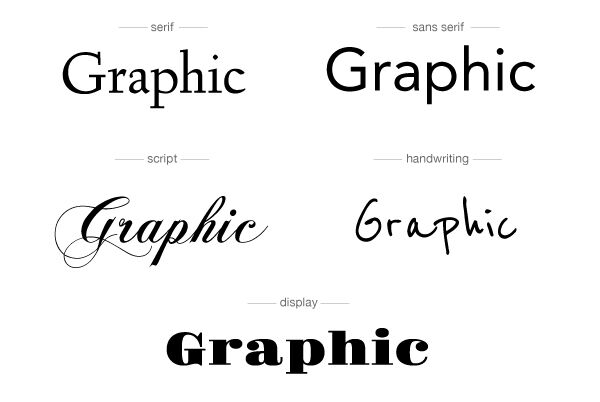 serif
Graphic
sans serif
Graphic
script
Graphic
handwriting
Graphic
display
Graphic